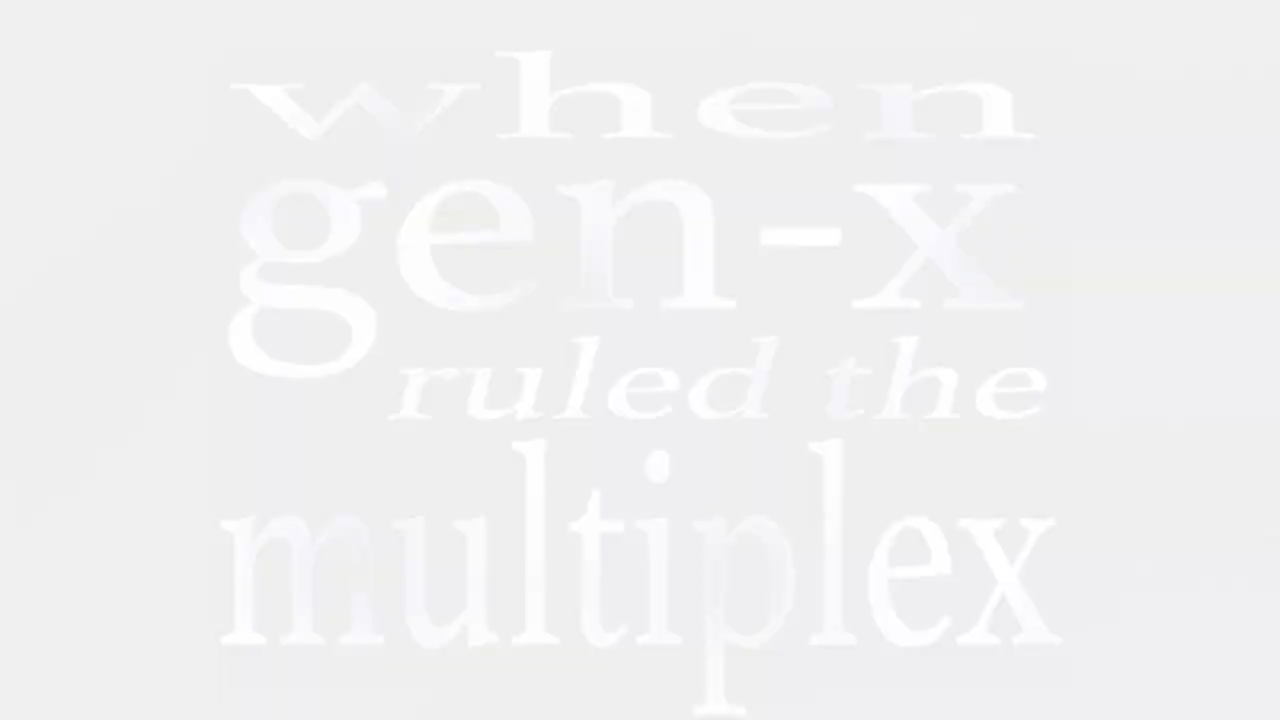 when
gen-x
ruled the
multiplex